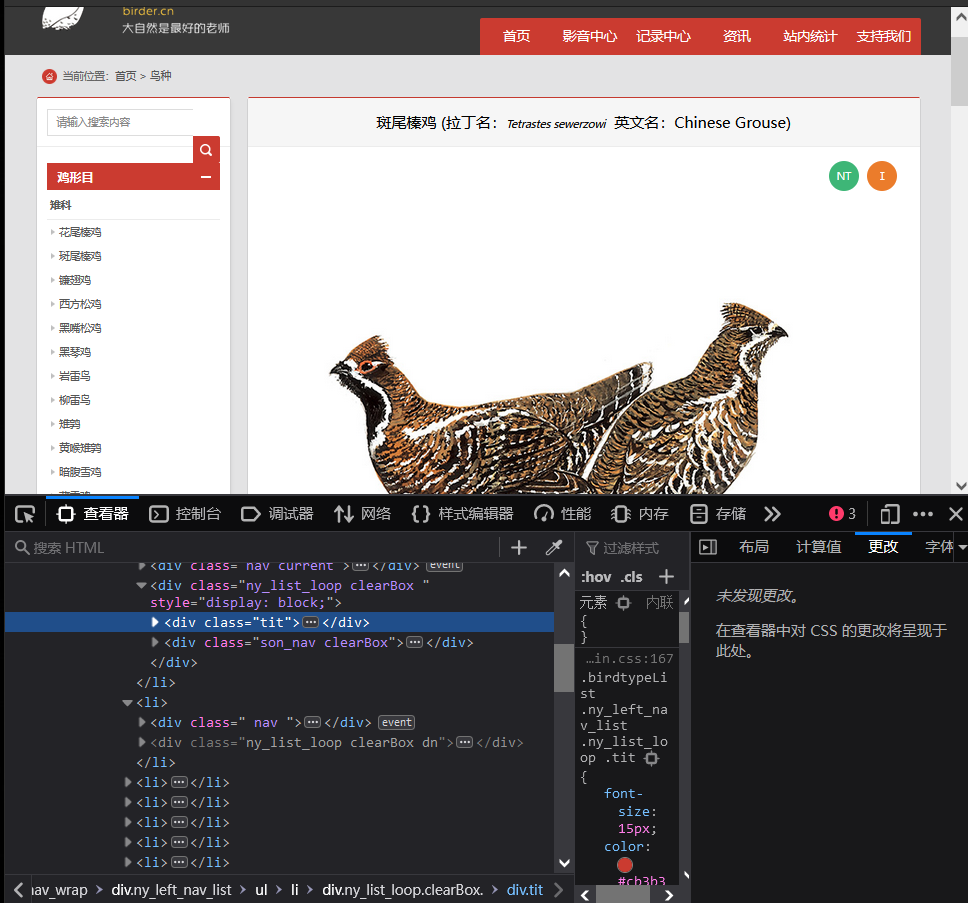 birder.cn
大自然是最好的老师
首页 影音中心 记录中心 资讯 站内统计 支持我们
当前位置：首页 > 鸟种
请输入搜索内容
斑尾榛鸡 (拉丁名：Tetrastes sewerzowi 英文名：Chinese Grouse)
鸡形目
NT I
雉科
花尾榛鸡
斑尾榛鸡
镰翅鸡
西方松鸡
黑嘴松鸡
黑琴鸡
岩雷鸟
柳雷鸟
雉鹑
黄喉雉鹑
暗腹雪鸡
查看器 控制台 调试器 网络 样式编辑器 性能 内存 存储 3
搜索 HTML
过滤样式
布局 计算值 更改 字体
<div class=" nav current "> ··· </div> event
<div class="ny_list_loop clearBox "
style="display: block;">
<div class="tit"> ··· </div>
<div class="son_nav clearBox"> ··· </div>
</div>
</li>
<li>
<div class=" nav "> ··· </div> event
<div class="ny_list_loop clearBox dn"> ··· </div>
</li>
<li> ··· </li>
<li> ··· </li>
<li> ··· </li>
<li> ··· </li>
<li> ··· </li>
:hov .cls +
元素 内联
{
}
…in.css:167
.birdtypeLi
st
.ny_left_na
v_list
.ny_list_lo
op .tit
{
font-
size:
15px;
color:
#cb3b3
未发现更改。
在查看器中对 CSS 的更改将呈现于
此处。
nav_wrap > div.ny_left_nav_list > ul > li > div.ny_list_loop.clearBox. > div.tit